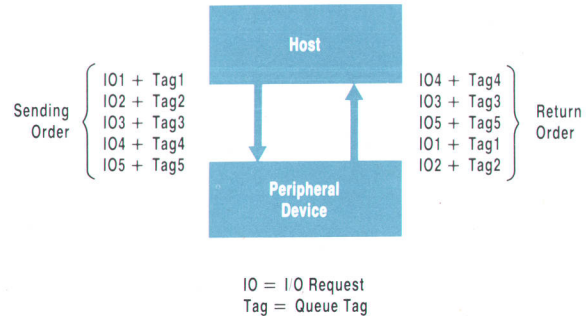 Host
Sending
Order
IO1 + Tag1
IO2 + Tag2
IO3 + Tag3
IO4 + Tag4
IO5 + Tag5
IO4 + Tag4
IO3 + Tag3
IO5 + Tag5
IO1 + Tag1
IO2 + Tag2
Return
Order
Peripheral
Device
IO = I/O Request
Tag = Queue Tag